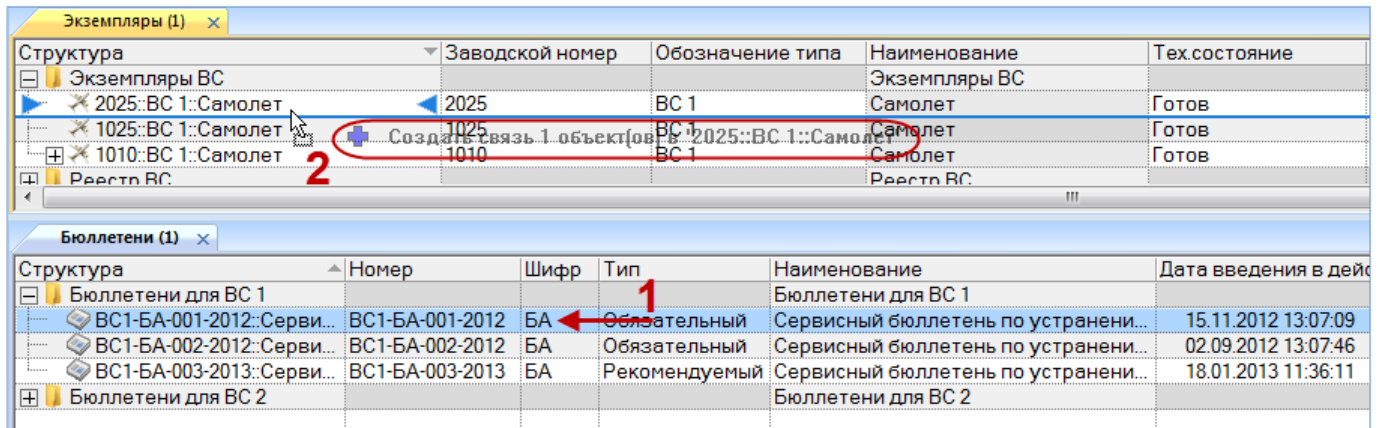 Экземпляры (1)
Структура Заводской номер Обозначение типа Наименование Тех.состояние
Экземпляры ВС Экземпляры ВС
2025::ВС 1::Самолет 2025 ВС 1 Самолет Готов
1025::ВС 1::Самолет 1025 ВС 1 Самолет Готов
Создать связь 1 объект(ов) в '2025::ВС 1::Самолет'
1010::ВС 1::Самолет 1010 ВС 1 Самолет Готов
2
Реестр ВС Реестр ВС
Бюллетени (1)
Структура Номер Шифр Тип Наименование Дата введения в дейс
Бюллетени для ВС 1 Бюллетени для ВС 1
1
ВС1-БА-001-2012::Серви... ВС1-БА-001-2012 БА Обязательный Сервисный бюллетень по устранени... 15.11.2012 13:07:09
ВС1-БА-002-2012::Серви... ВС1-БА-002-2012 БА Обязательный Сервисный бюллетень по устранени... 02.09.2012 13:07:46
ВС1-БА-003-2013::Серви... ВС1-БА-003-2013 БА Рекомендуемый Сервисный бюллетень по устранени... 18.01.2013 11:36:11
Бюллетени для ВС 2 Бюллетени для ВС 2